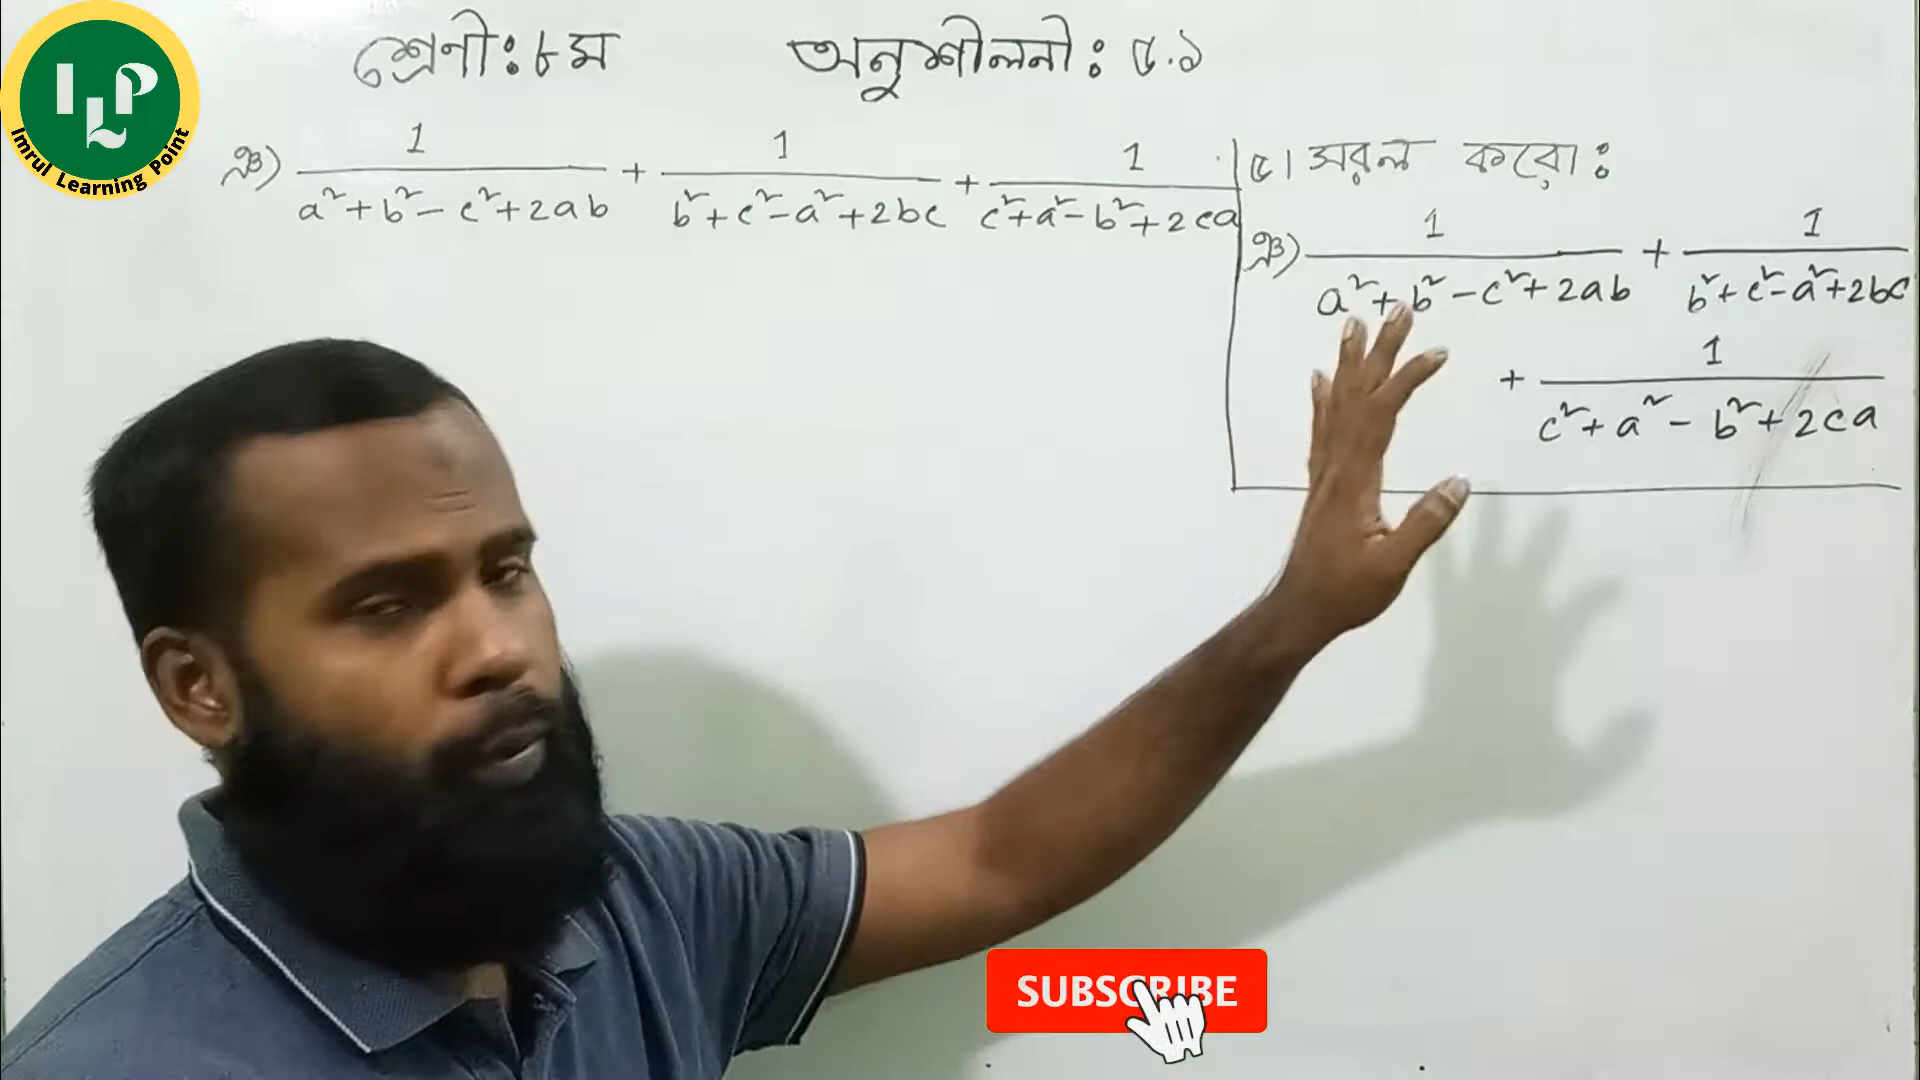 ILP
Imrul Learning Point
শ্রেণী : ৮ম অনুশীলনী : ৫.১
ঞ) 1/(a²+b²-c²+2ab) + 1/(b²+c²-a²+2bc) + 1/(c²+a²-b²+2ca)
৫। সরল করো :
ঞ) 1/(a²+b²-c²+2ab) + 1/(b²+c²-a²+2bc)
+ 1/(c²+a²-b²+2ca)
SUBSCRIBE